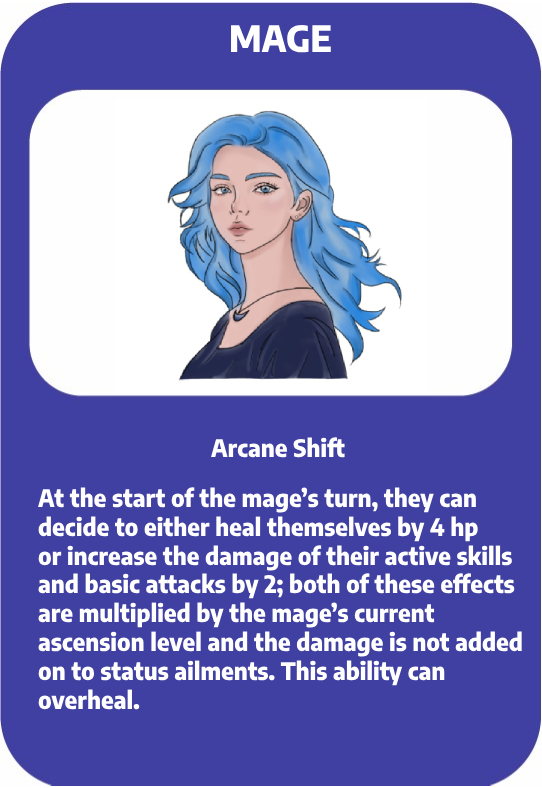 MAGE
Arcane Shift
At the start of the mage’s turn, they can
decide to either heal themselves by 4 hp
or increase the damage of their active skills
and basic attacks by 2; both of these effects
are multiplied by the mage’s current
ascension level and the damage is not added
on to status ailments. This ability can
overheal.